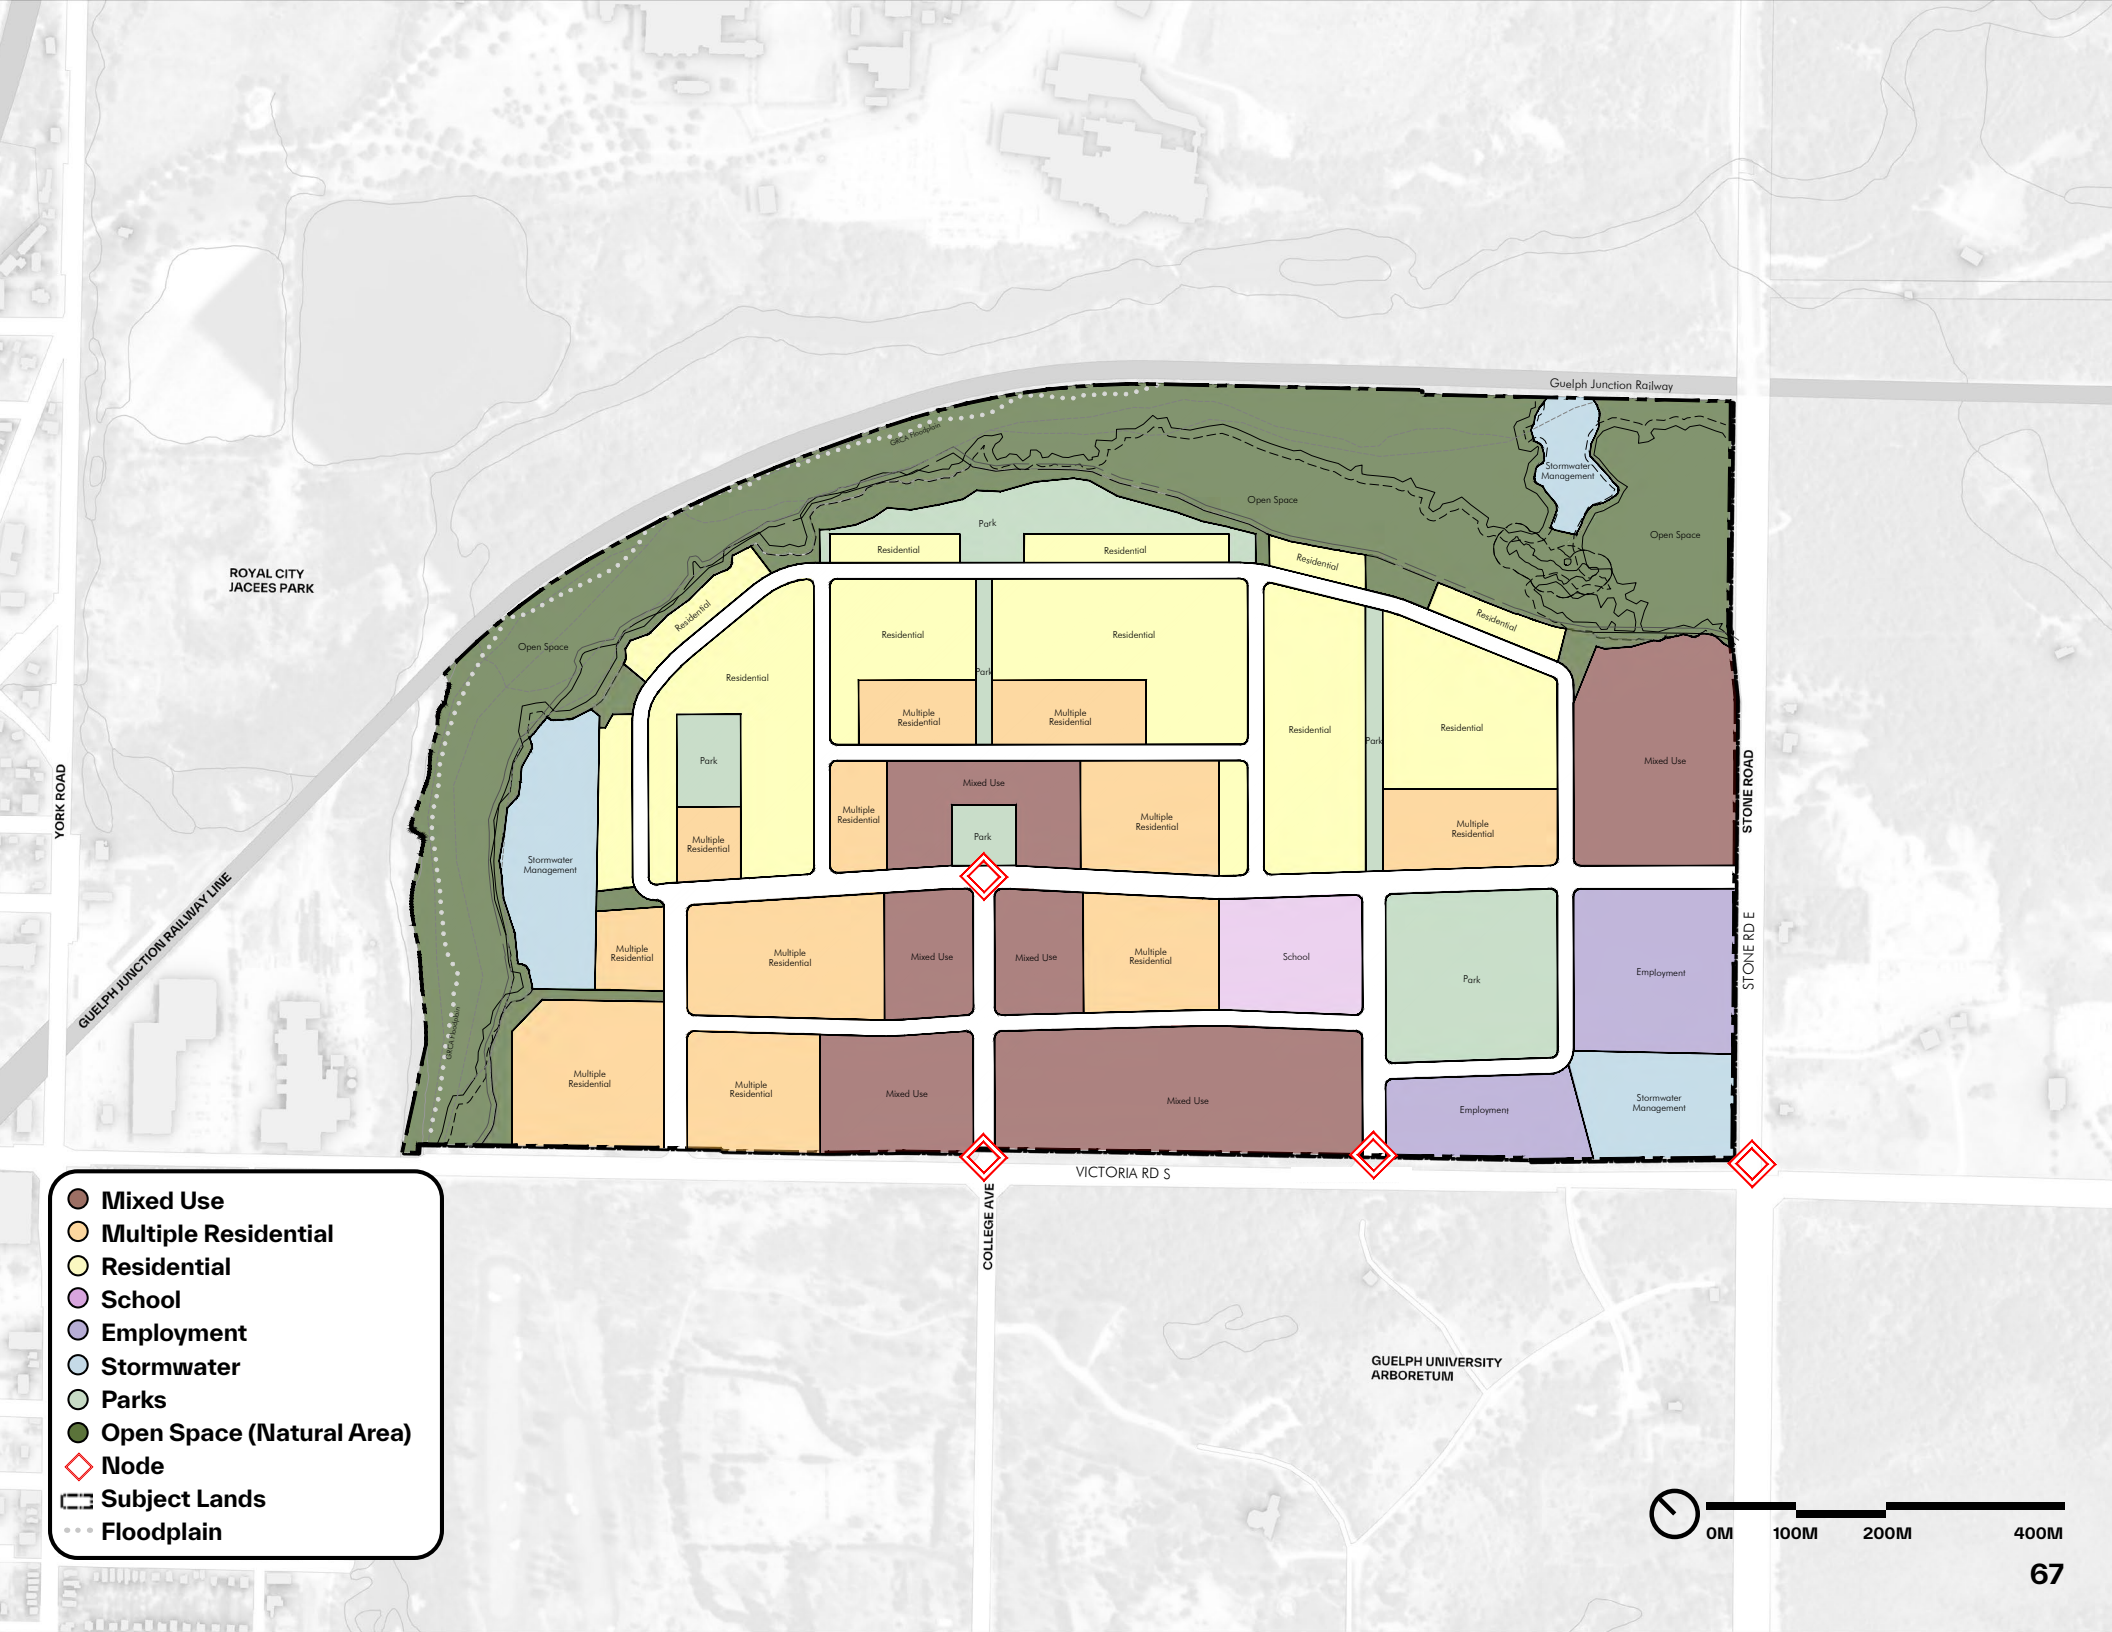 Guelph Junction Railway
GRCA Floodplain
Stormwater
Management
Open Space
Open Space
Park
Residential
Residential
Residential
Residential
Residential
Open Space
ROYAL CITY
JACEES PARK
Residential
Residential
Residential
Park
Multiple
Residential
Multiple
Residential
Residential
Park
Residential
Mixed Use
Park
Multiple
Residential
Multiple
Residential
Mixed Use
Park
Multiple
Residential
Multiple
Residential
YORK ROAD
STONE ROAD
GUELPH JUNCTION RAILWAY LINE
Stormwater
Management
Multiple
Residential
Multiple
Residential
Mixed Use
Mixed Use
Multiple
Residential
School
Park
Employment
STONE RD E
GRCA Floodplain
Multiple
Residential
Multiple
Residential
Mixed Use
Mixed Use
Employment
Stormwater
Management
VICTORIA RD S
COLLEGE AVE
GUELPH UNIVERSITY
ARBORETUM
Mixed Use
Multiple Residential
Residential
School
Employment
Stormwater
Parks
Open Space (Natural Area)
Node
Subject Lands
Floodplain
0M 100M 200M 400M
67